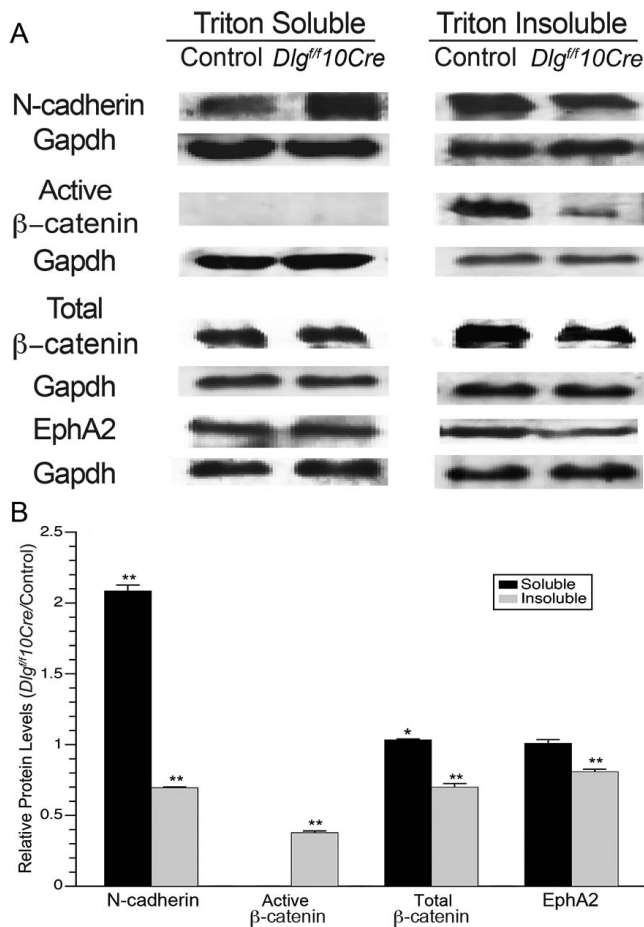 A
Triton Soluble Triton Insoluble
Control Dlgf/f10Cre Control Dlgf/f10Cre
N-cadherin
Gapdh
Active
β-catenin
Gapdh
Total
β-catenin
Gapdh
EphA2
Gapdh
B
Relative Protein Levels (Dlgf/f10Cre/Control)
2.5
2
1.5
1
0.5
0
**
**
**
*
**
**
Soluble
Insoluble
N-cadherin Active Total EphA2
β-catenin β-catenin